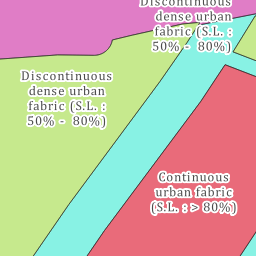 Discontinuous
dense urban
fabric (S.L. :
50% - 80%)
Discontinuous
dense urban
fabric (S.L. :
50% - 80%)
Continuous
urban fabric
(S.L. : > 80%)